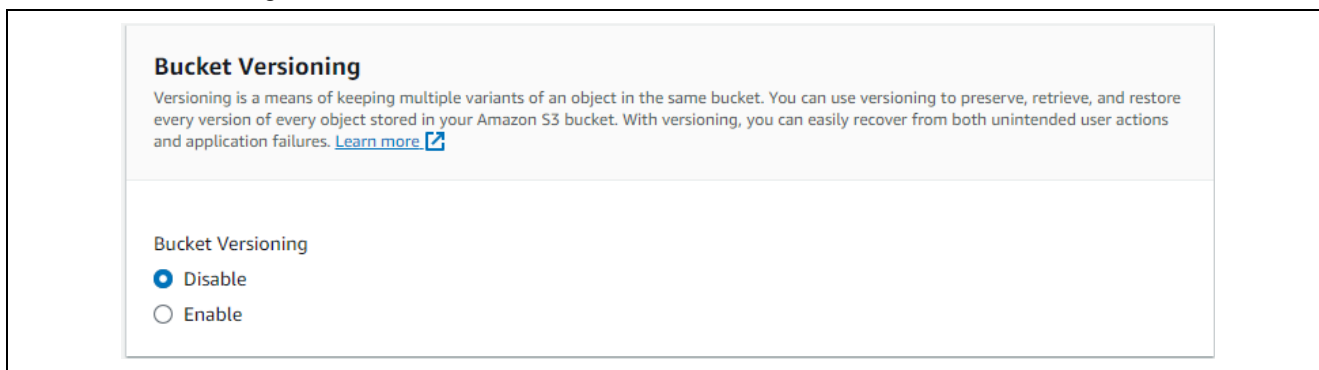 Bucket Versioning
Versioning is a means of keeping multiple variants of an object in the same bucket. You can use versioning to preserve, retrieve, and restore
every version of every object stored in your Amazon S3 bucket. With versioning, you can easily recover from both unintended user actions
and application failures. Learn more
Bucket Versioning
Disable
Enable